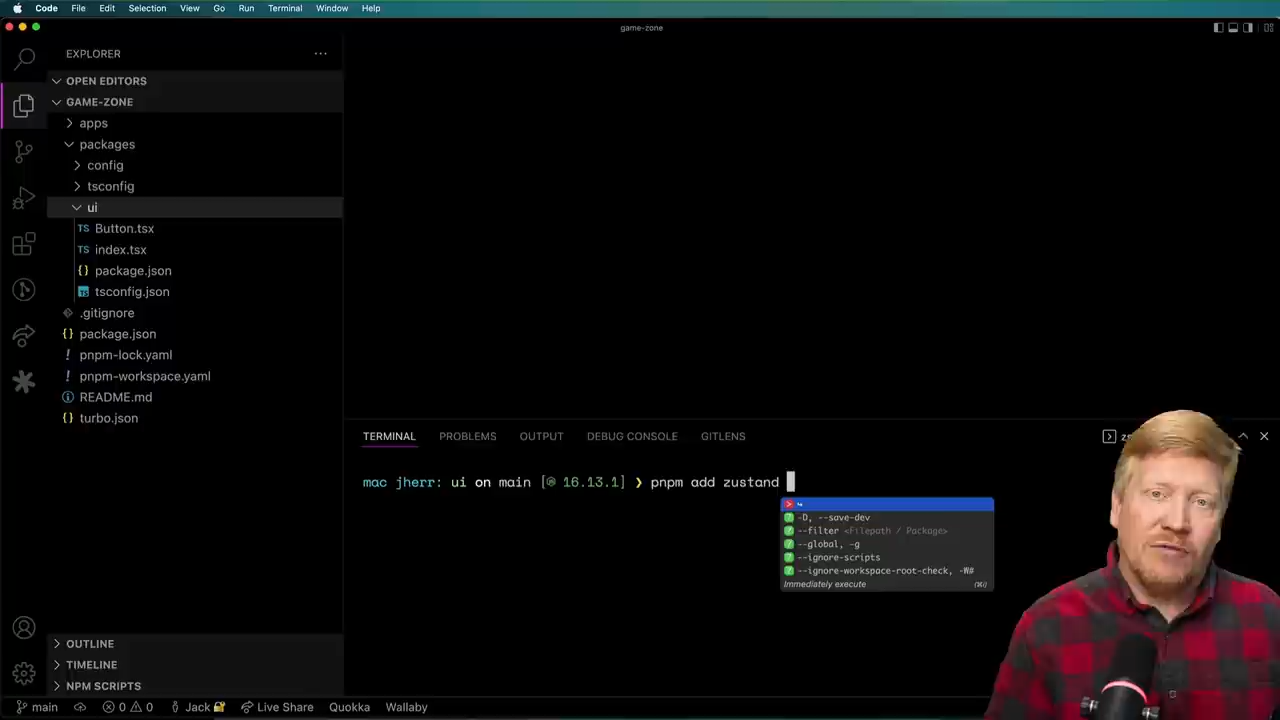 Code File Edit Selection View Go Run Terminal Window Help
game-zone
EXPLORER
OPEN EDITORS
GAME-ZONE
apps
packages
config
tsconfig
ui
TS Button.tsx
TS index.tsx
{} package.json
TS tsconfig.json
.gitignore
{} package.json
! pnpm-lock.yaml
! pnpm-workspace.yaml
README.md
{} turbo.json
OUTLINE
TIMELINE
NPM SCRIPTS
TERMINAL PROBLEMS OUTPUT DEBUG CONSOLE GITLENS
mac jherr: ui on main [ 16.13.1] ❯ pnpm add zustand
-D, --save-dev
--filter <Filepath / Package>
--global, -g
--ignore-scripts
--ignore-workspace-root-check, -W#
Immediately execute
main 0 0 Jack Live Share Quokka Wallaby